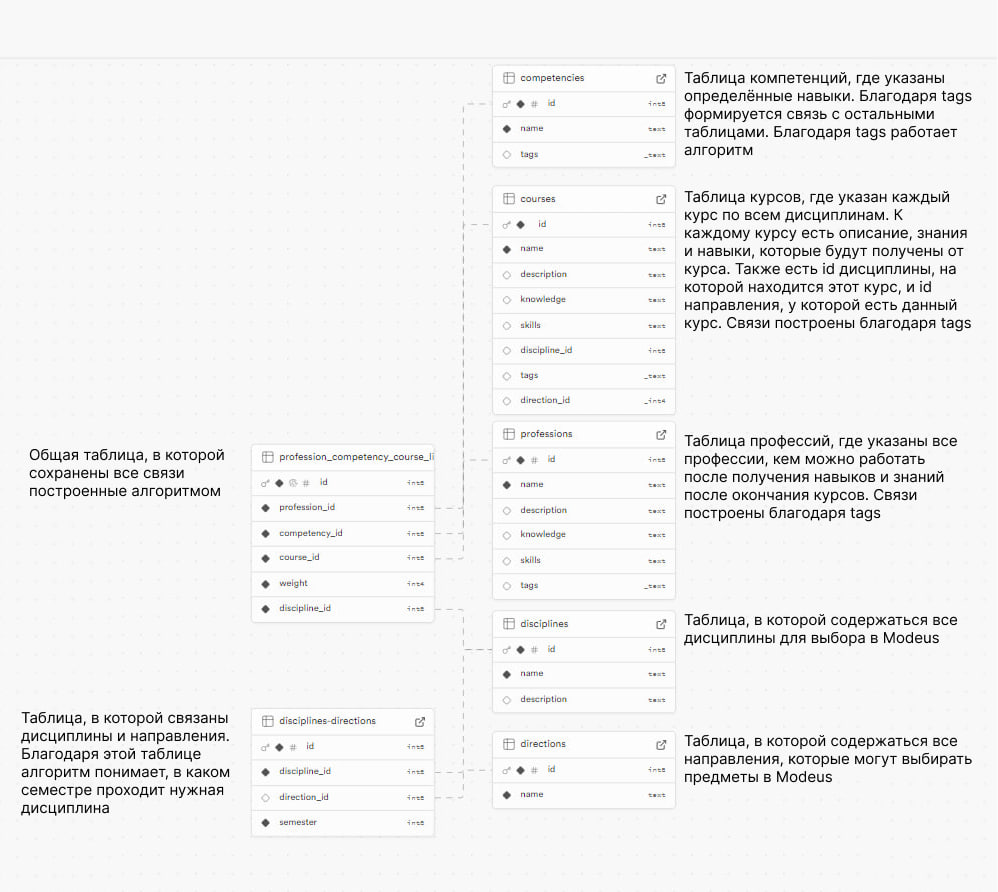 competencies
id int8
name text
tags _text
Таблица компетенций, где указаны
определённые навыки. Благодаря tags
формируется связь с остальными
таблицами. Благодаря tags работает
алгоритм
courses
id int8
name text
description text
knowledge text
skills text
discipline_id int8
tags _text
direction_id _int4
Таблица курсов, где указан каждый
курс по всем дисциплинам. К
каждому курсу есть описание, знания
и навыки, которые будут получены от
курса. Также есть id дисциплины, на
которой находится этот курс, и id
направления, у которой есть данный
курс. Связи построены благодаря tags
professions
id int8
name text
description text
knowledge text
skills text
tags _text
Таблица профессий, где указаны все
профессии, кем можно работать
после получения навыков и знаний
после окончания курсов. Связи
построены благодаря tags
Общая таблица, в которой
сохранены все связи
построенные алгоритмом
profession_competency_course_li
id int8
profession_id int8
competency_id int8
course_id int8
weight int4
discipline_id int8
disciplines
id int8
name text
description text
Таблица, в которой содержаться все
дисциплины для выбора в Modeus
Таблица, в которой связаны
дисциплины и направления.
Благодаря этой таблице
алгоритм понимает, в каком
семестре проходит нужная
дисциплина
disciplines-directions
id int8
discipline_id int8
direction_id int8
semester int8
directions
id int8
name text
Таблица, в которой содержаться все
направления, которые могут выбирать
предметы в Modeus